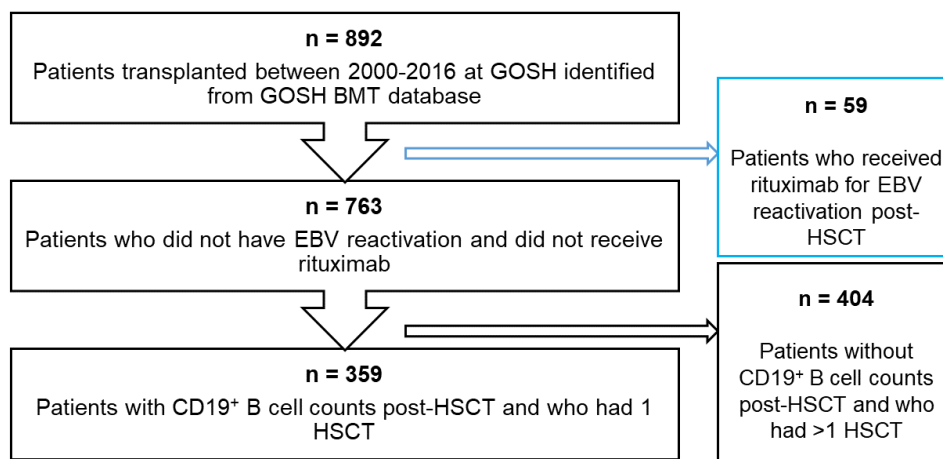 n = 892
Patients transplanted between 2000-2016 at GOSH identified
from GOSH BMT database
n = 59
Patients who received
rituximab for EBV
reactivation post-
HSCT
n = 763
Patients who did not have EBV reactivation and did not receive
rituximab
n = 404
Patients without
CD19⁺ B cell counts
post-HSCT and who
had >1 HSCT
n = 359
Patients with CD19⁺ B cell counts post-HSCT and who had 1
HSCT